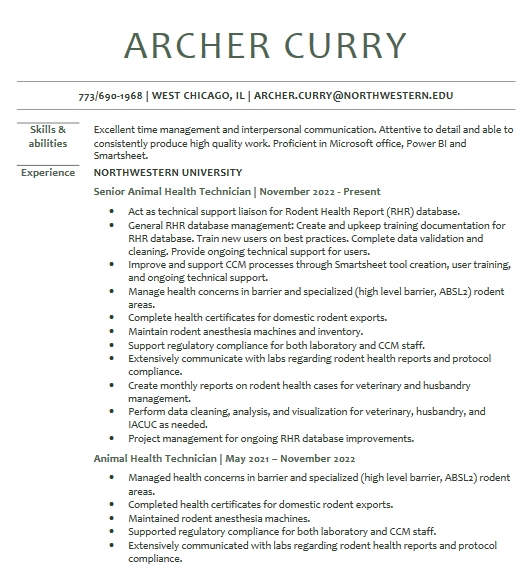 ARCHER CURRY
773/690-1968 | WEST CHICAGO, IL | ARCHER.CURRY@NORTHWESTERN.EDU
Skills & abilities
Excellent time management and interpersonal communication. Attentive to detail and able to
consistently produce high quality work. Proficient in Microsoft office, Power BI and
Smartsheet.
Experience
NORTHWESTERN UNIVERSITY
Senior Animal Health Technician | November 2022 - Present
• Act as technical support liaison for Rodent Health Report (RHR) database.
• General RHR database management: Create and upkeep training documentation for
RHR database. Train new users on best practices. Complete data validation and
cleaning. Provide ongoing technical support for users.
• Improve and support CCM processes through Smartsheet tool creation, user training,
and ongoing technical support.
• Manage health concerns in barrier and specialized (high level barrier, ABSL2) rodent
areas.
• Complete health certificates for domestic rodent exports.
• Maintain rodent anesthesia machines and inventory.
• Support regulatory compliance for both laboratory and CCM staff.
• Extensively communicate with labs regarding rodent health reports and protocol
compliance.
• Create monthly reports on rodent health cases for veterinary and husbandry
management.
• Perform data cleaning, analysis, and visualization for veterinary, husbandry, and
IACUC as needed.
• Project management for ongoing RHR database improvements.
Animal Health Technician | May 2021 – November 2022
• Managed health concerns in barrier and specialized (high level barrier, ABSL2) rodent
areas.
• Completed health certificates for domestic rodent exports.
• Maintained rodent anesthesia machines.
• Supported regulatory compliance for both laboratory and CCM staff.
• Extensively communicated with labs regarding rodent health reports and protocol
compliance.